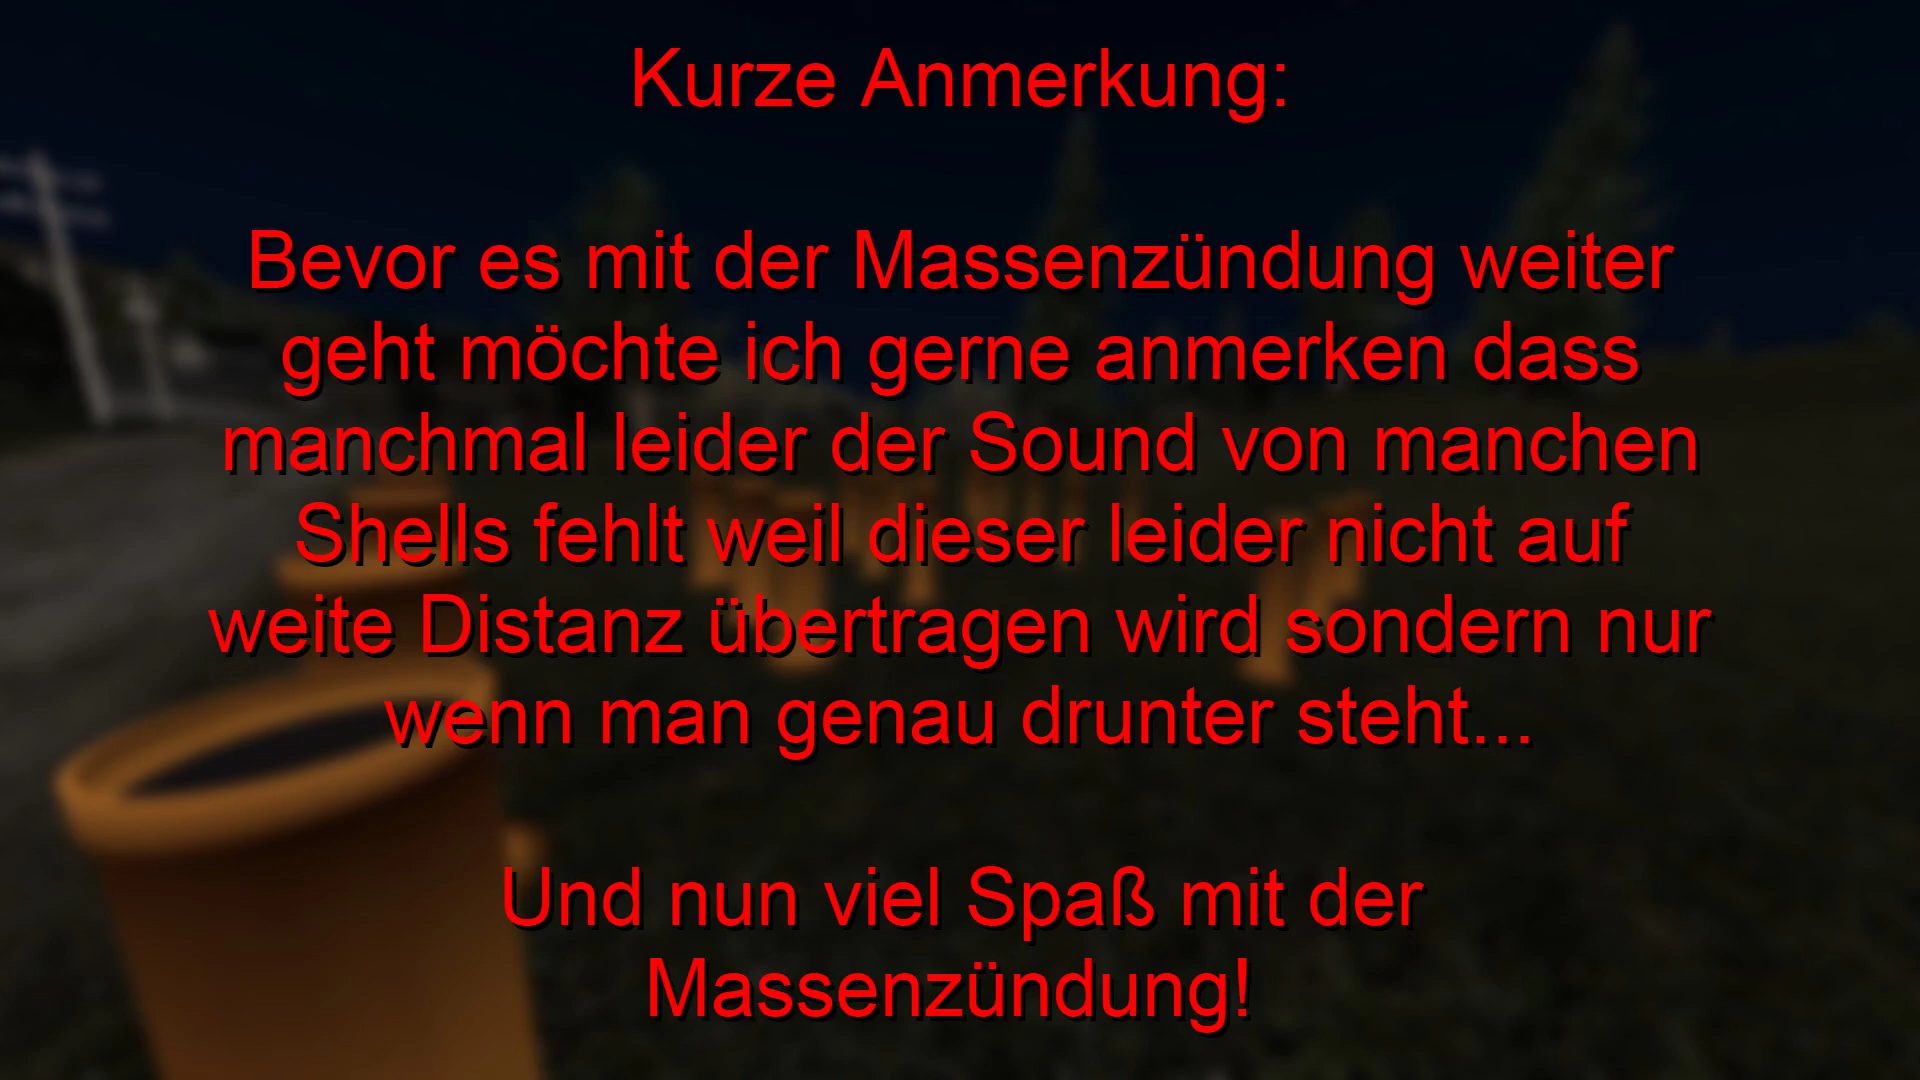 Kurze Anmerkung:
Bevor es mit der Massenzündung weiter
geht möchte ich gerne anmerken dass
manchmal leider der Sound von manchen
Shells fehlt weil dieser leider nicht auf
weite Distanz übertragen wird sondern nur
wenn man genau drunter steht...
Und nun viel Spaß mit der
Massenzündung!